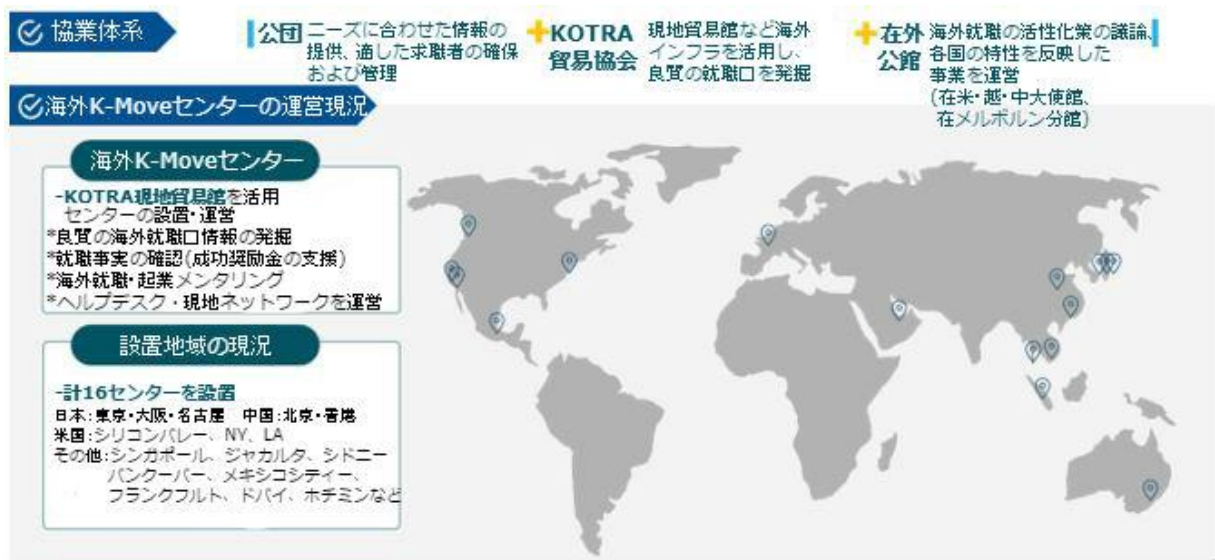 協業体系
公団 ニーズに合わせた情報の
提供、適した求職者の確保
および管理
+KOTRA
貿易協会
現地貿易館など海外
インフラを活用し、
良質の就職口を発掘
+在外
公館
海外就職の活性化策の議論、
各国の特性を反映した
事業を運営
(在米・越・中大使館、
在メルボルン分館)
海外K-Moveセンターの運営現況
海外K-Moveセンター
-KOTRA現地貿易館を活用
センターの設置・運営
*良質の海外就職口情報の発掘
*就職事実の確認(成功奨励金の支援)
*海外就職・起業メンタリング
*ヘルプデスク・現地ネットワークを運営
設置地域の現況
-計16センターを設置
日本:東京・大阪・名古屋 中国:北京・香港
米国:シリコンバレー、NY、LA
その他:シンガポール、ジャカルタ、シドニー
バンクーバー、メキシコシティー、
フランクフルト、ドバイ、ホチミンなど